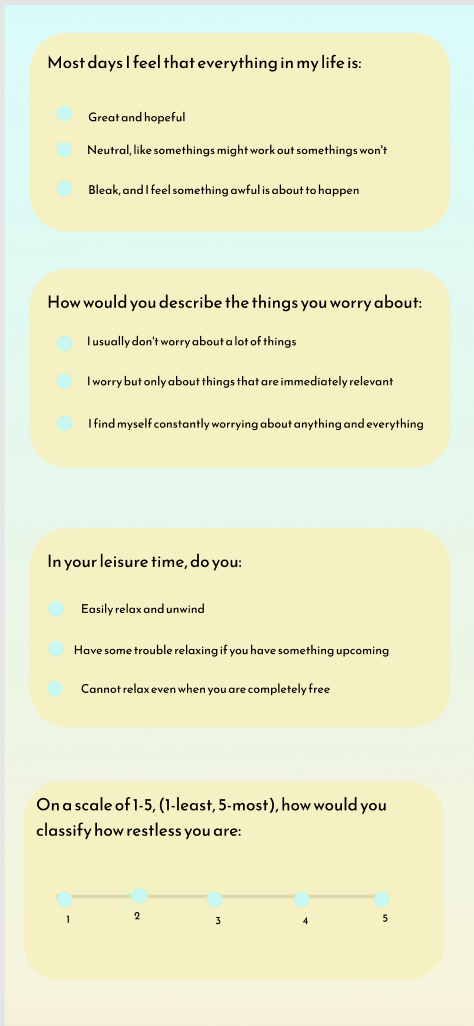 Most days I feel that everything in my life is:
Great and hopeful
Neutral, like somethings might work out somethings won't
Bleak, and I feel something awful is about to happen
How would you describe the things you worry about:
I usually don't worry about a lot of things
I worry but only about things that are immediately relevant
I find myself constantly worrying about anything and everything
In your leisure time, do you:
Easily relax and unwind
Have some trouble relaxing if you have something upcoming
Cannot relax even when you are completely free
On a scale of 1-5, (1-least, 5-most), how would you
classify how restless you are:
1 2 3 4 5